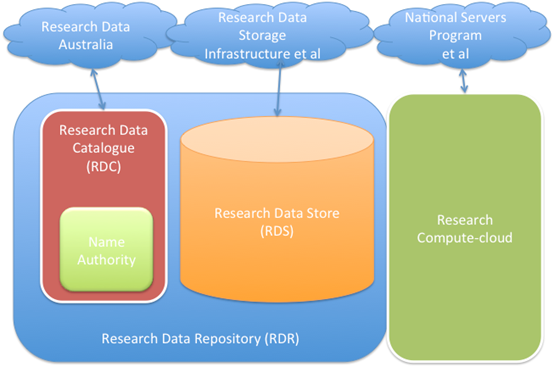 Research Data
Australia
Research Data
Storage
Infrastructure et al
National Servers
Program
et al
Research Data
Catalogue
(RDC)
Name
Authority
Research Data Store
(RDS)
Research
Compute-cloud
Research Data Repository (RDR)